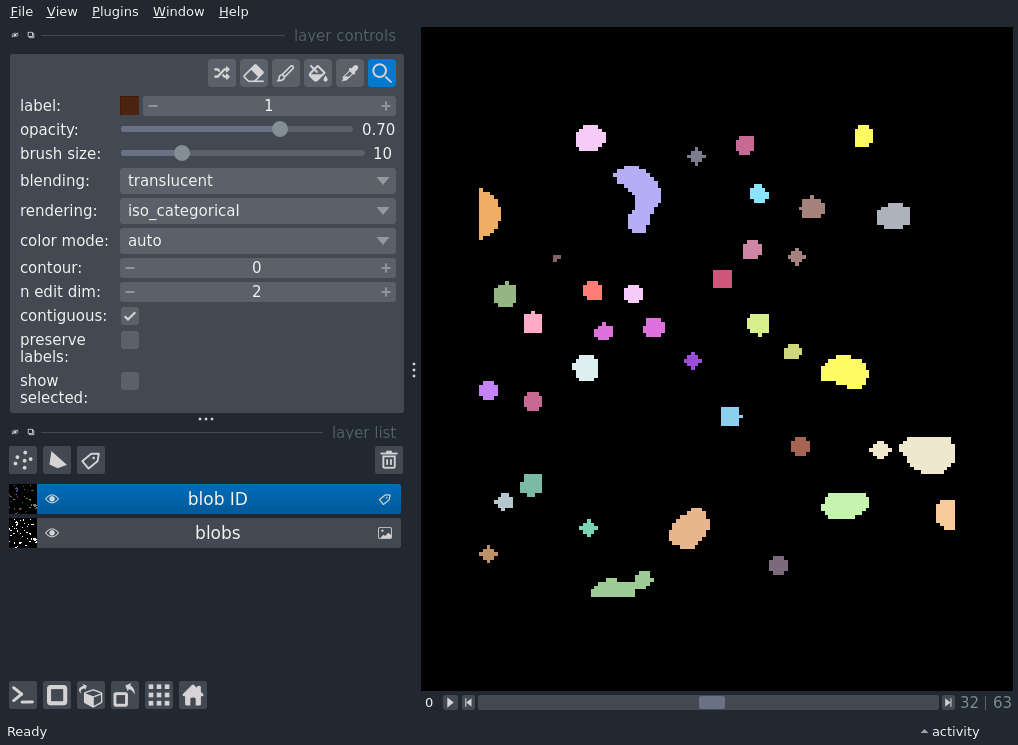 File View Plugins Window Help
layer controls
label: 1
opacity: 0.70
brush size: 10
blending: translucent
rendering: iso_categorical
color mode: auto
contour: 0
n edit dim: 2
contiguous:
preserve
labels:
show
selected:
layer list
blob ID
blobs
0 32 | 63
Ready activity